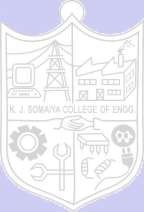 K. J. SOMAIYA COLLEGE OF ENGG.